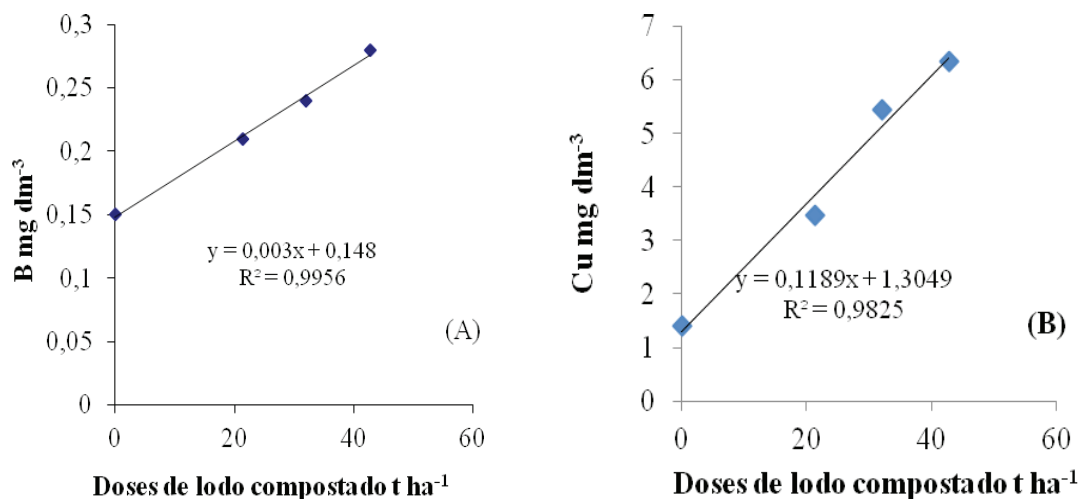 0,3
0,25
0,2
0,15
0,1
0,05
0
B mg dm⁻³
y = 0,003x + 0,148
R² = 0,9956
(A)
0 20 40 60
Doses de lodo compostado t ha⁻¹
7
6
5
4
3
2
1
0
Cu mg dm⁻³
y = 0,1189x + 1,3049
R² = 0,9825
(B)
0 20 40 60
Doses de lodo compostado t ha⁻¹